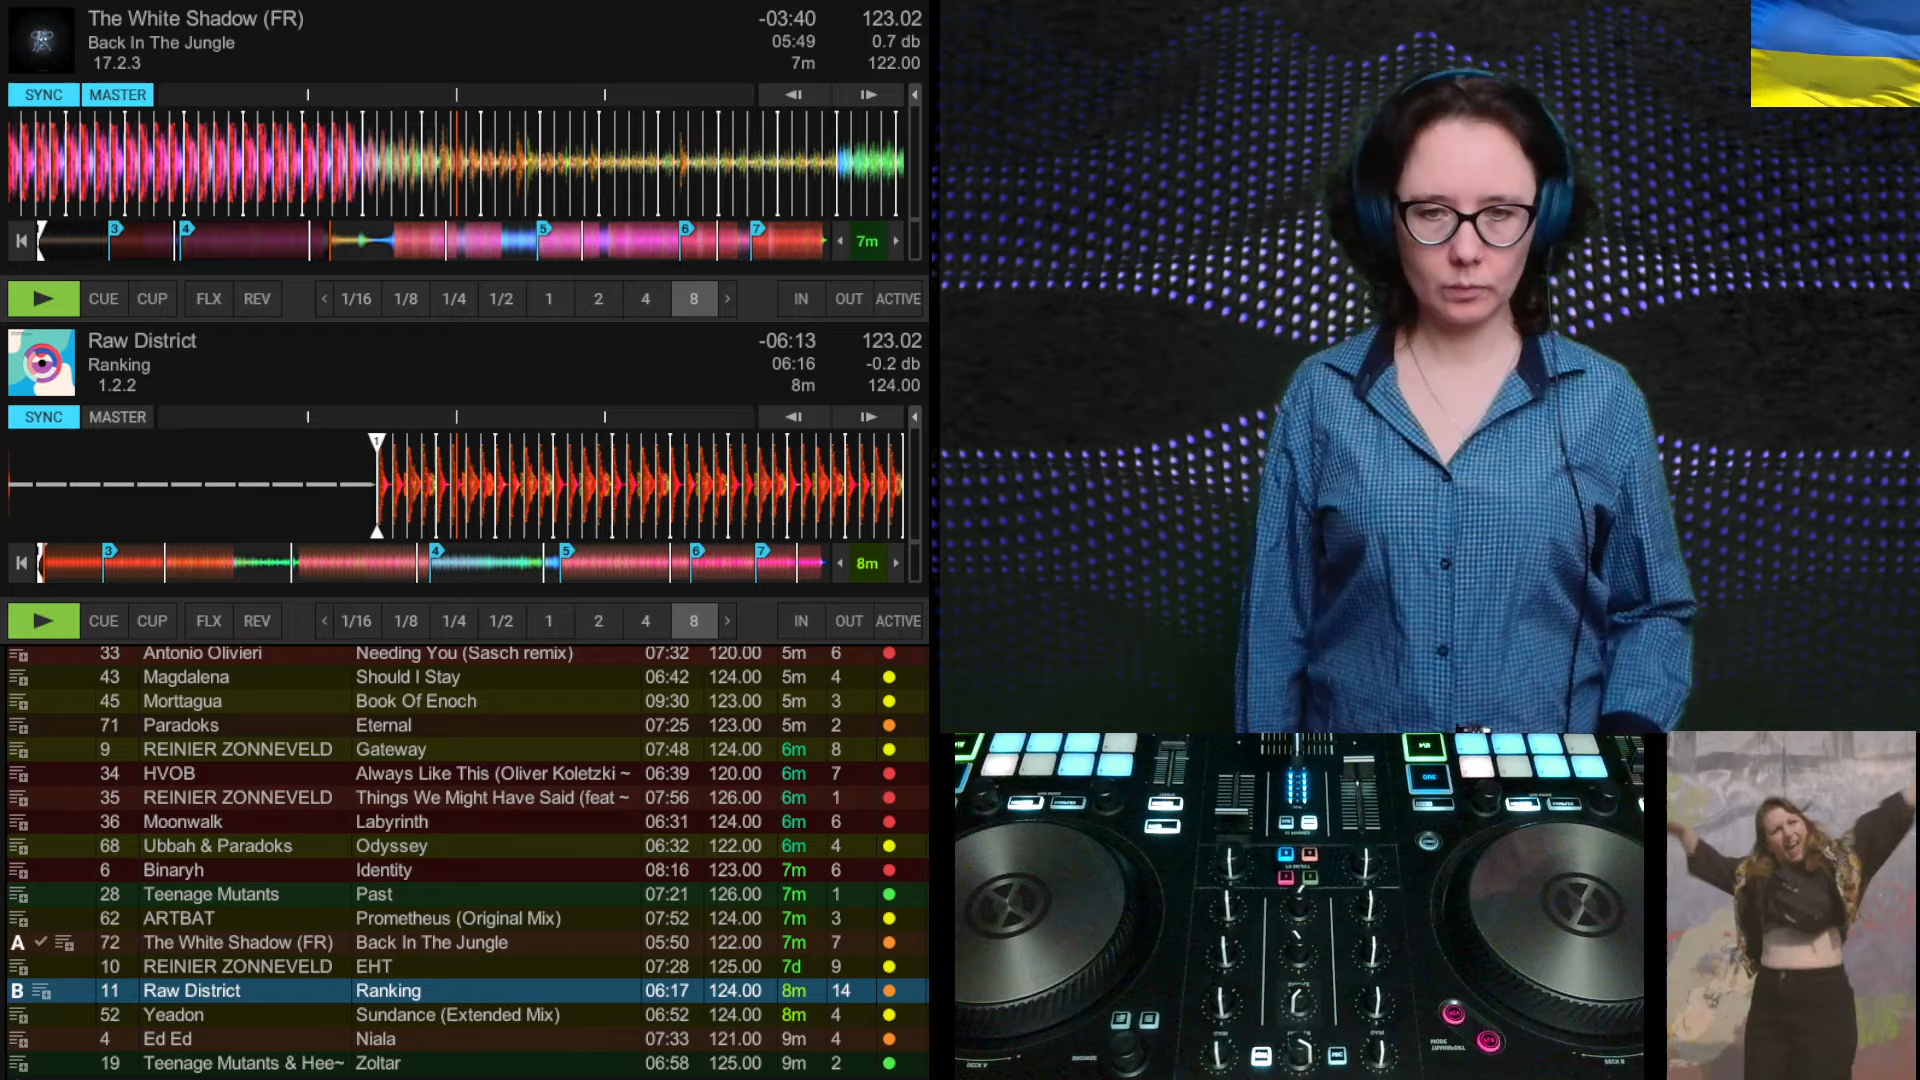 The White Shadow (FR) -03:40 123.02
Back In The Jungle 05:49 0.7 db
17.2.3 7m 122.00
SYNC MASTER
3 4 5 6 7 7m
CUE CUP FLX REV 1/16 1/8 1/4 1/2 1 2 4 8 IN OUT ACTIVE
Raw District -06:13 123.02
Ranking 06:16 -0.2 db
1.2.2 8m 124.00
SYNC MASTER
1
3 4 5 6 7 8m
CUE CUP FLX REV 1/16 1/8 1/4 1/2 1 2 4 8 IN OUT ACTIVE
33 Antonio Olivieri Needing You (Sasch remix) 07:32 120.00 5m 6
43 Magdalena Should I Stay 06:42 124.00 5m 4
45 Morttagua Book Of Enoch 09:30 123.00 5m 3
71 Paradoks Eternal 07:25 123.00 5m 2
9 REINIER ZONNEVELD Gateway 07:48 124.00 6m 8
34 HVOB Always Like This (Oliver Koletzki ~ 06:39 120.00 6m 7
35 REINIER ZONNEVELD Things We Might Have Said (feat ~ 07:56 126.00 6m 1
36 Moonwalk Labyrinth 06:31 124.00 6m 6
68 Ubbah & Paradoks Odyssey 06:32 122.00 6m 4
6 Binaryh Identity 08:16 123.00 7m 6
28 Teenage Mutants Past 07:21 126.00 7m 1
62 ARTBAT Prometheus (Original Mix) 07:52 124.00 7m 3
A 72 The White Shadow (FR) Back In The Jungle 05:50 122.00 7m 7
10 REINIER ZONNEVELD EHT 07:28 125.00 7d 9
B 11 Raw District Ranking 06:17 124.00 8m 14
52 Yeadon Sundance (Extended Mix) 06:52 124.00 8m 4
4 Ed Ed Niala 07:33 121.00 9m 4
19 Teenage Mutants & Hee~ Zoltar 06:58 125.00 9m 2